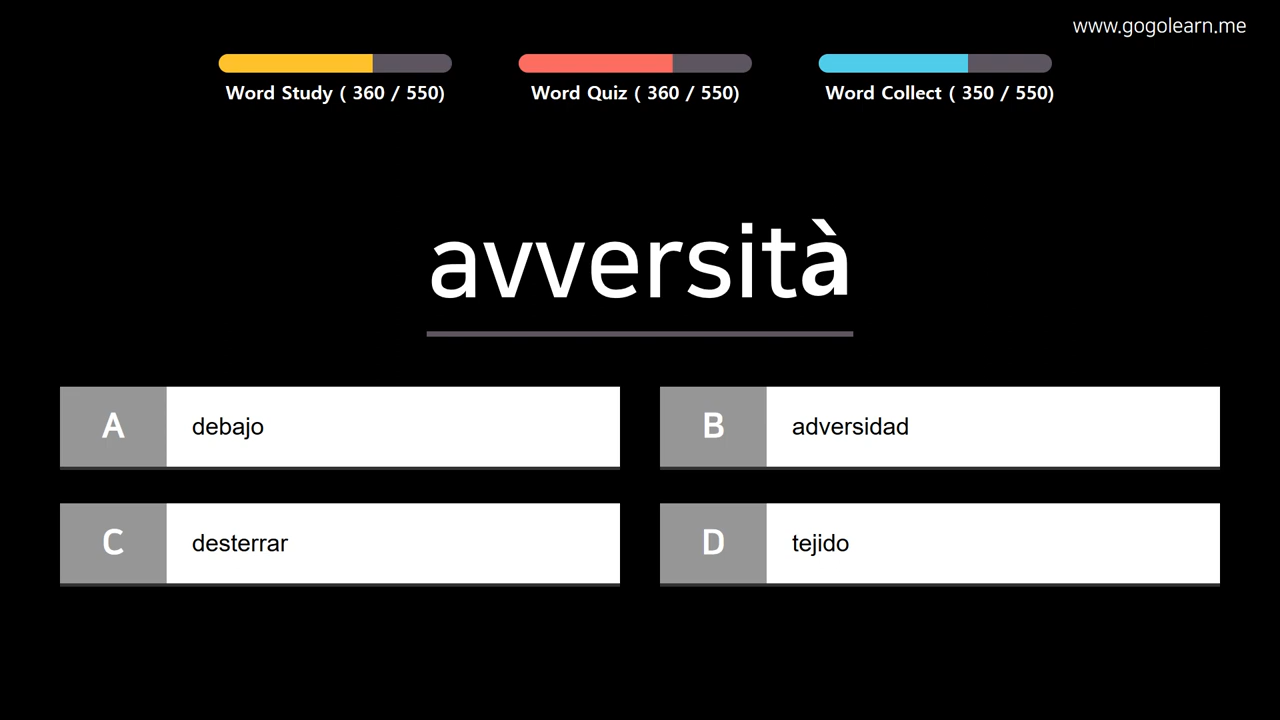 www.gogolearn.me
Word Study ( 360 / 550)
Word Quiz ( 360 / 550)
Word Collect ( 350 / 550)
avversità
A debajo
B adversidad
C desterrar
D tejido